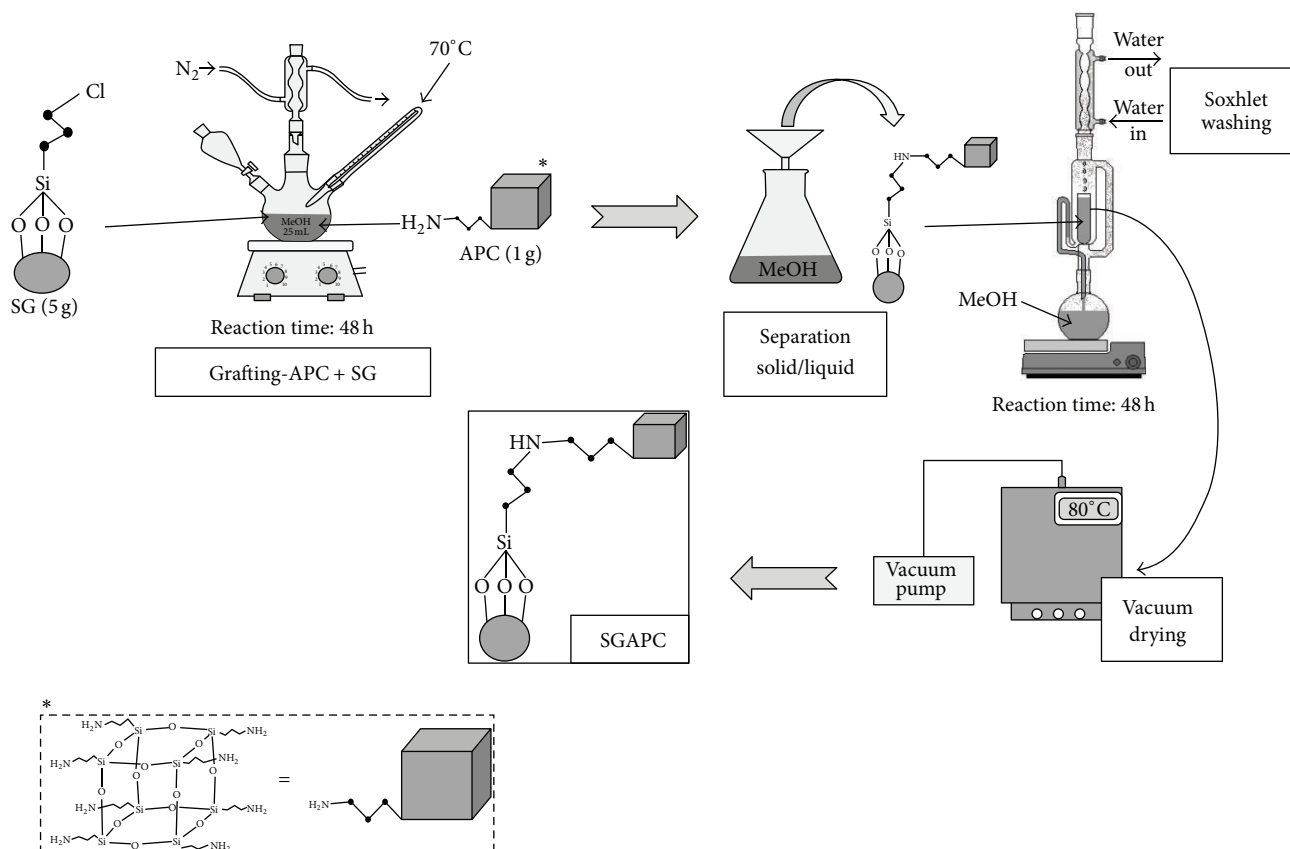 N₂
70°C
Cl
Si
O O O
SG (5 g)
MeOH
25 mL
H₂N
*
APC (1 g)
Reaction time: 48 h
Grafting-APC + SG
MeOH
Separation
solid/liquid
HN
Si
O O O
Water
out
Water
in
Soxhlet
washing
MeOH
Reaction time: 48 h
80°C
Vacuum
pump
Vacuum
drying
HN
Si
O O O
SGAPC
*
H₂N Si O Si NH₂
O O
H₂N Si O Si NH₂
O O O O
H₂N Si O Si NH₂
O O
H₂N Si O Si NH₂
=
H₂N